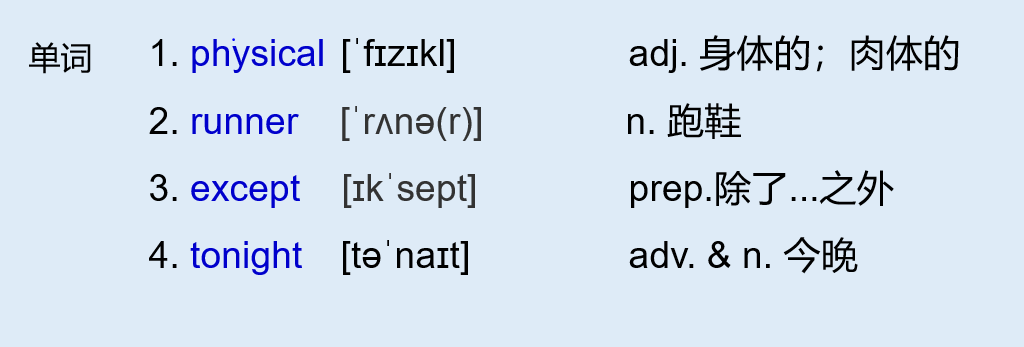 单词 1. physical [ˈfɪzɪkl] adj. 身体的；肉体的
2. runner [ˈrʌnə(r)] n. 跑鞋
3. except [ɪkˈsept] prep.除了...之外
4. tonight [təˈnaɪt] adv. & n. 今晚